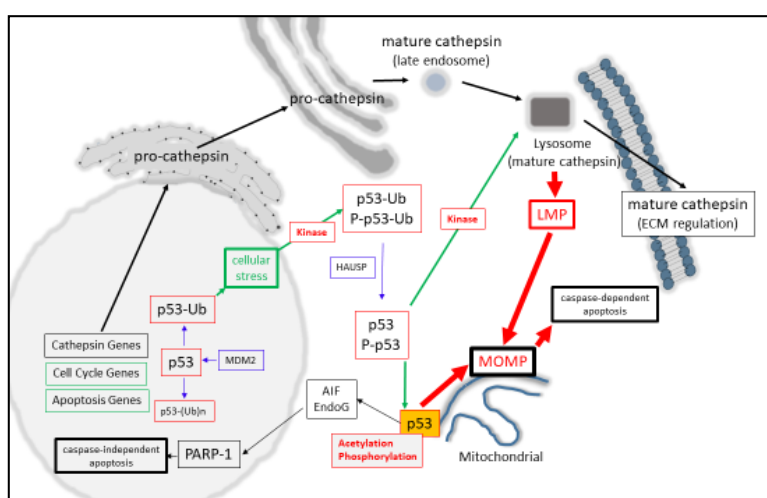 mature cathepsin
(late endosome)
pro-cathepsin
pro-cathepsin
Lysosome
(mature cathepsin)
p53-Ub
P-p53-Ub
Kinase
Kinase
LMP
mature cathepsin
(ECM regulation)
cellular
stress
HAUSP
p53-Ub
caspase-dependent
apoptosis
p53
P-p53
Cathepsin Genes
p53
MDM2
MOMP
Cell Cycle Genes
AIF
EndoG
Apoptosis Genes
p53-(Ub)n
p53
Acetylation
Phosphorylation
Mitochondrial
caspase-independent
apoptosis
PARP-1